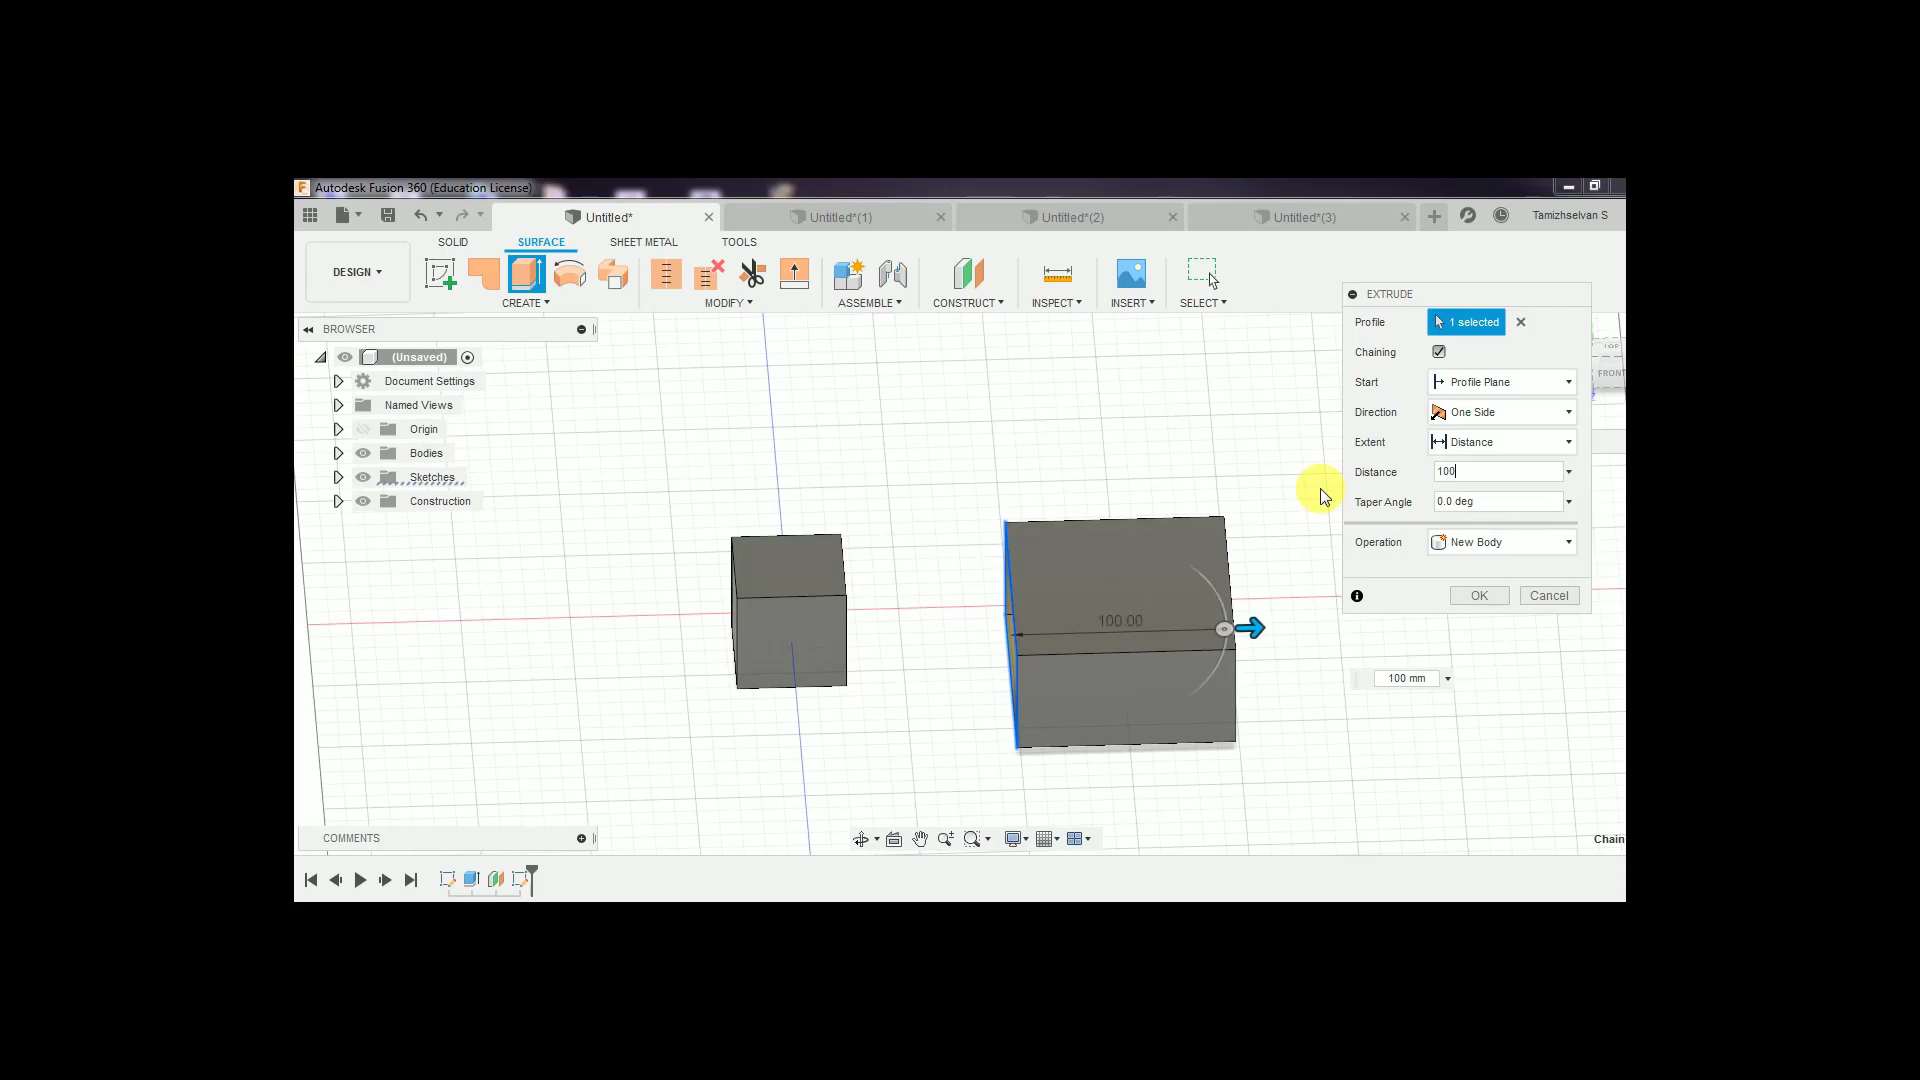 Autodesk Fusion 360 (Education License)
Untitled*
Untitled*(1)
Untitled*(2)
Untitled*(3)
Tamizhselvan S
SOLID
SURFACE
SHEET METAL
TOOLS
DESIGN
CREATE
MODIFY
ASSEMBLE
CONSTRUCT
INSPECT
INSERT
SELECT
BROWSER
(Unsaved)
Document Settings
Named Views
Origin
Bodies
Sketches
Construction
EXTRUDE
Profile 1 selected
Chaining
Start Profile Plane
Direction One Side
Extent Distance
Distance 100
Taper Angle 0.0 deg
Operation New Body
OK Cancel
TOP
FRONT
100.00
100 mm
COMMENTS
Chain